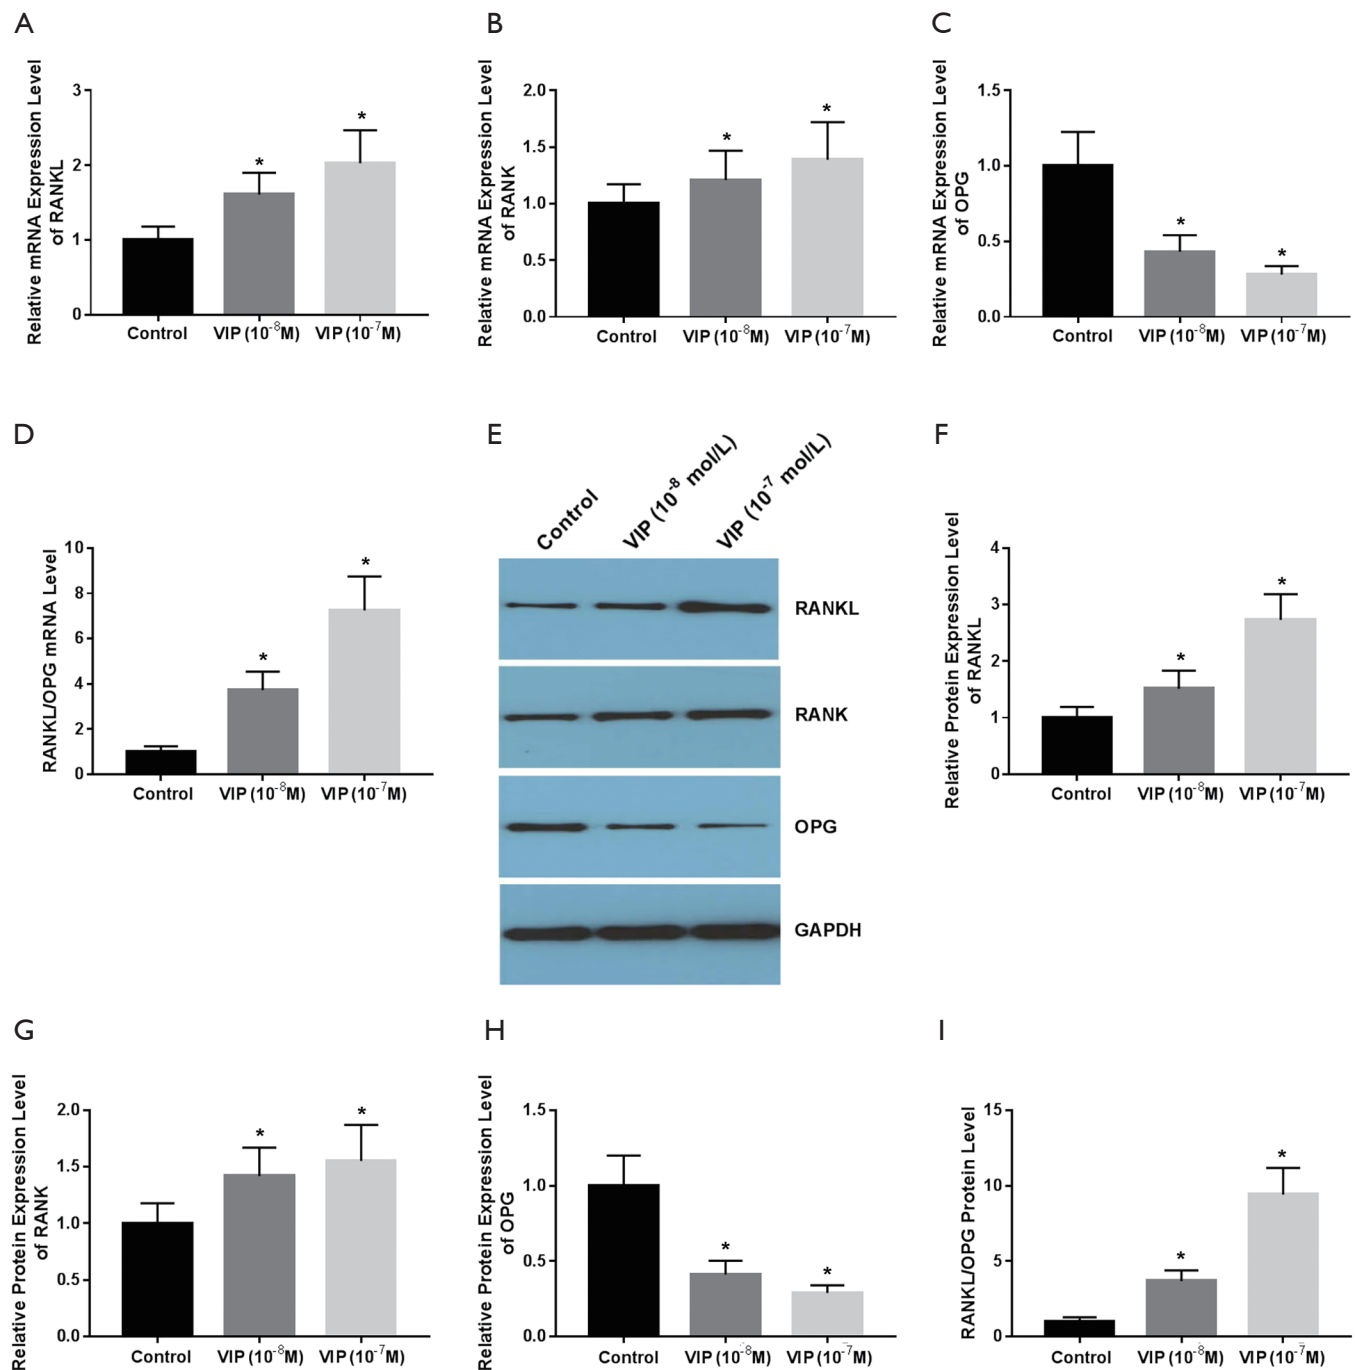 A
Relative mRNA Expression Level
of RANKL
3
2
1
0
*
*
Control
VIP (10⁻⁸M)
VIP (10⁻⁷M)
B
Relative mRNA Expression Level
of RANK
2.0
1.5
1.0
0.5
0.0
*
*
Control
VIP (10⁻⁸M)
VIP (10⁻⁷M)
C
Relative mRNA Expression Level
of OPG
1.5
1.0
0.5
0.0
*
*
Control
VIP (10⁻⁸M)
VIP (10⁻⁷M)
D
RANKL/OPG mRNA Level
10
8
6
4
2
0
*
*
Control
VIP (10⁻⁸M)
VIP (10⁻⁷M)
E
Control
VIP (10⁻⁸ mol/L)
VIP (10⁻⁷ mol/L)
RANKL
RANK
OPG
GAPDH
F
Relative Protein Expression Level
of RANKL
4
3
2
1
0
*
*
Control
VIP (10⁻⁸M)
VIP (10⁻⁷M)
G
Relative Protein Expression Level
of RANK
2.0
1.5
1.0
0.5
0.0
*
*
Control
VIP (10⁻⁸M)
VIP (10⁻⁷M)
H
Relative Protein Expression Level
of OPG
1.5
1.0
0.5
0.0
*
*
Control
VIP (10⁻⁸M)
VIP (10⁻⁷M)
I
RANKL/OPG Protein Level
15
10
5
0
*
*
Control
VIP (10⁻⁸M)
VIP (10⁻⁷M)